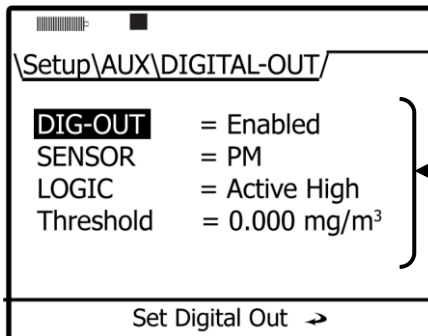 \Setup\AUX\DIGITAL-OUT/
DIG-OUT = Enabled
SENSOR = PM
LOGIC = Active High
Threshold = 0.000 mg/m³
Set Digital Out